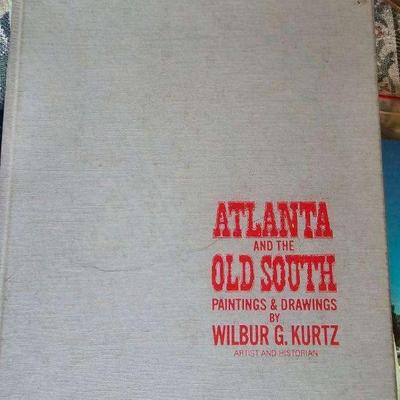 ATLANTA
AND THE
OLD SOUTH
PAINTINGS & DRAWINGS
BY
WILBUR G. KURTZ
ARTIST AND HISTORIAN